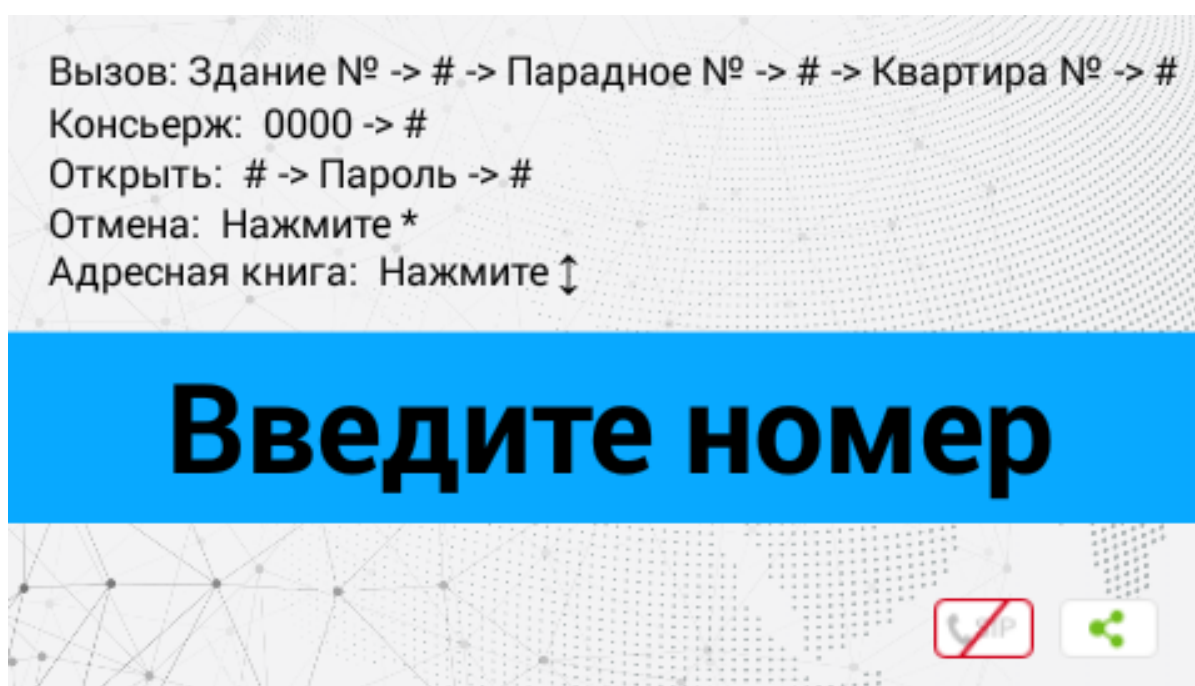 Вызов: Здание № -> # -> Парадное № -> # -> Квартира № -> #
Консьерж: 0000 -> #
Открыть: # -> Пароль -> #
Отмена: Нажмите *
Адресная книга: Нажмите ↕
Введите номер
SIP